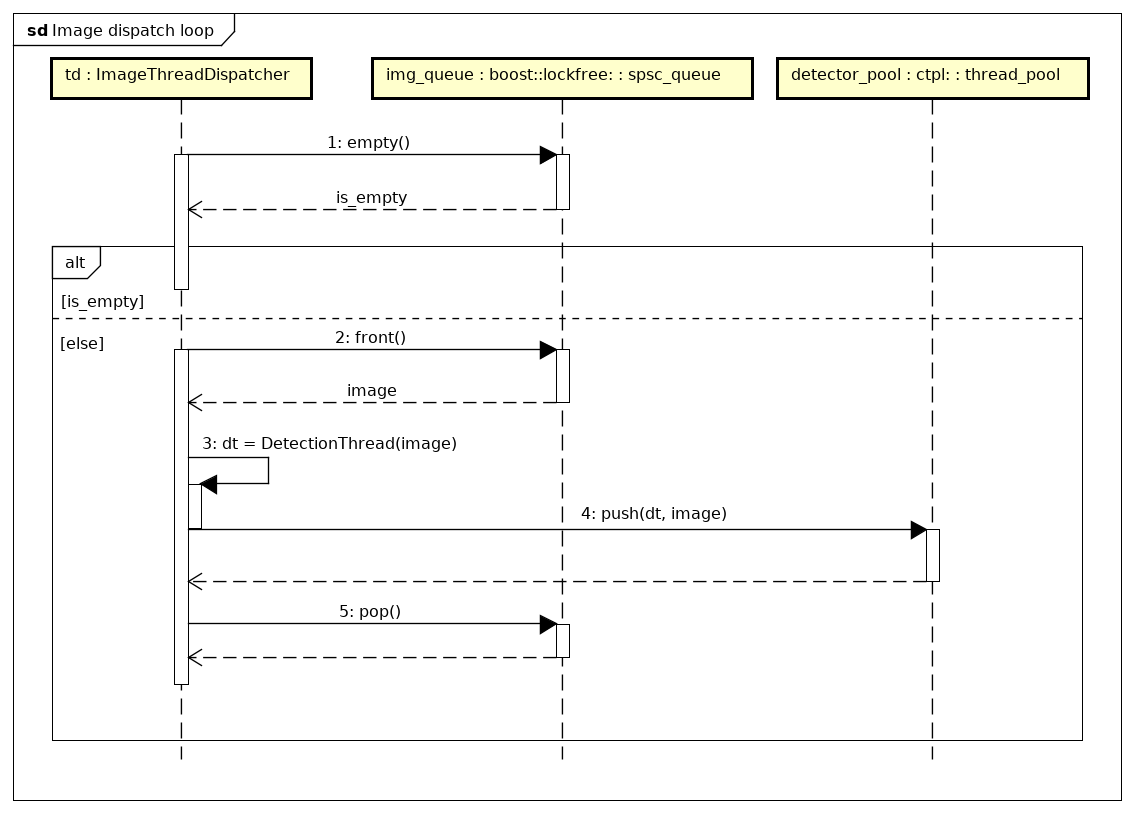 sd Image dispatch loop
td : ImageThreadDispatcher
img_queue : boost::lockfree: : spsc_queue
detector_pool : ctpl: : thread_pool
1: empty()
is_empty
alt
[is_empty]
[else]
2: front()
image
3: dt = DetectionThread(image)
4: push(dt, image)
5: pop()